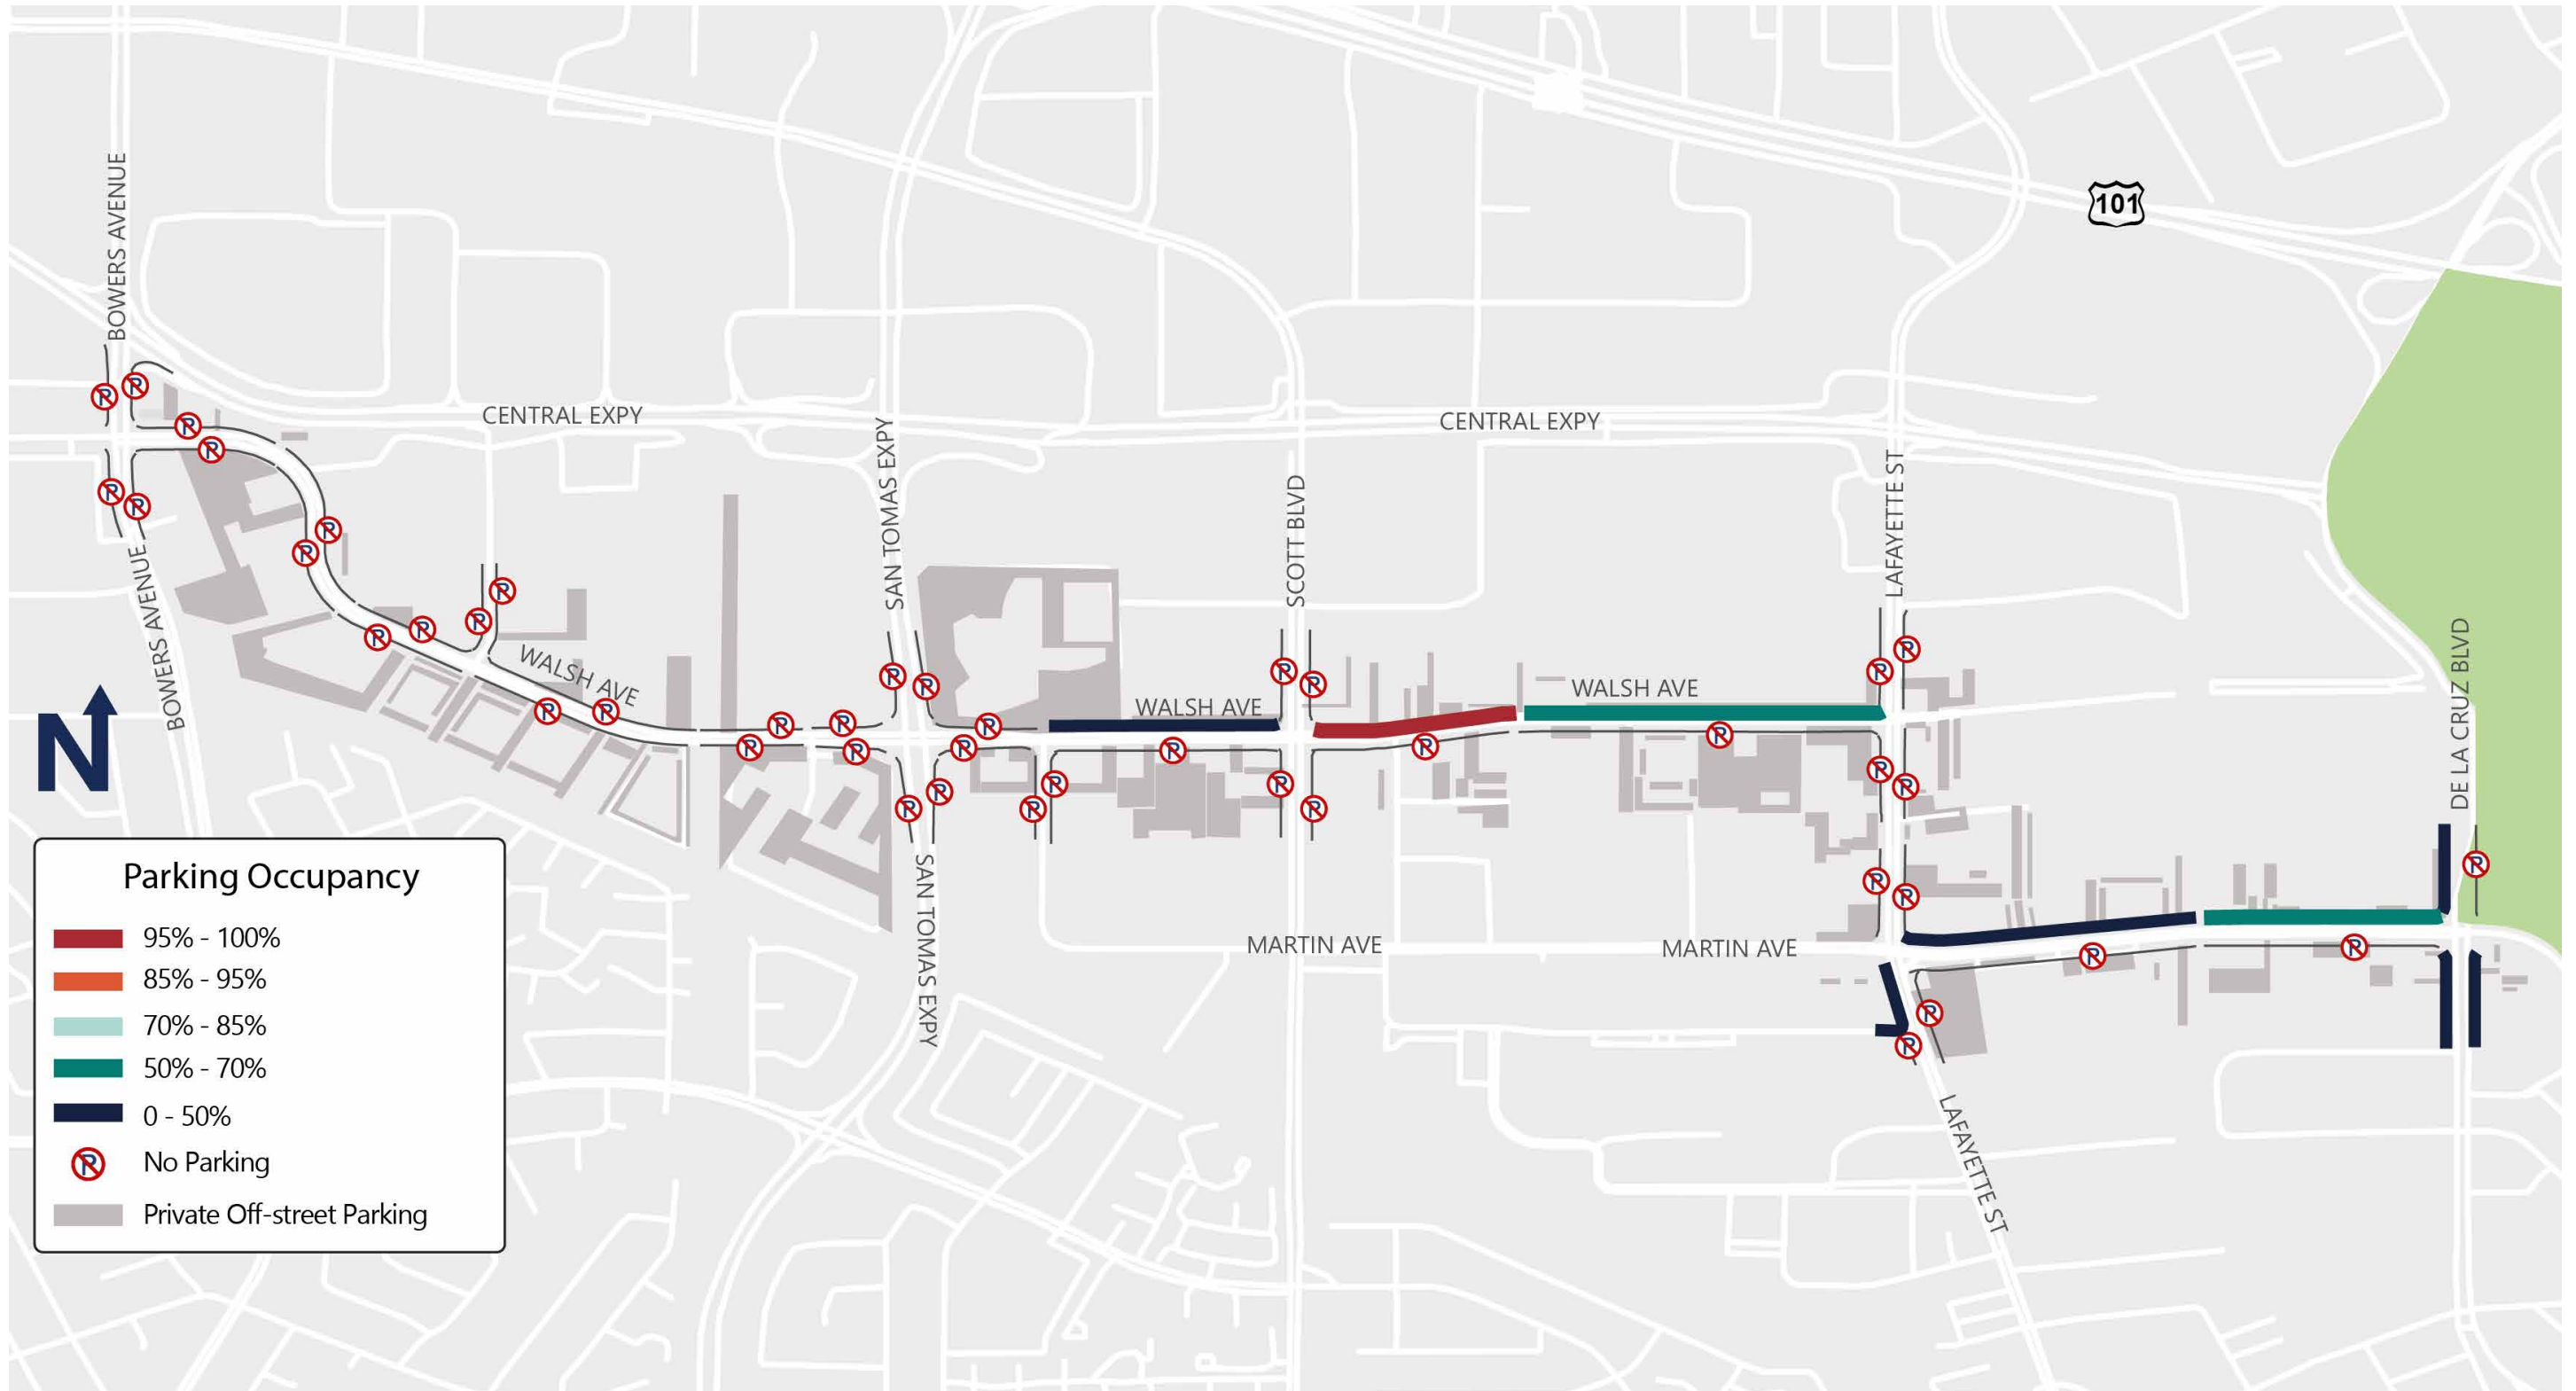 101
BOWERS AVENUE
CENTRAL EXPY
CENTRAL EXPY
SAN TOMAS EXPY
SCOTT BLVD
LAFAYETTE ST
BOWERS AVENUE
WALSH AVE
WALSH AVE
WALSH AVE
DE LA CRUZ BLVD
N
SAN TOMAS EXPY
MARTIN AVE
MARTIN AVE
LAFAYETTE ST
Parking Occupancy
95% - 100%
85% - 95%
70% - 85%
50% - 70%
0 - 50%
P No Parking
Private Off-street Parking